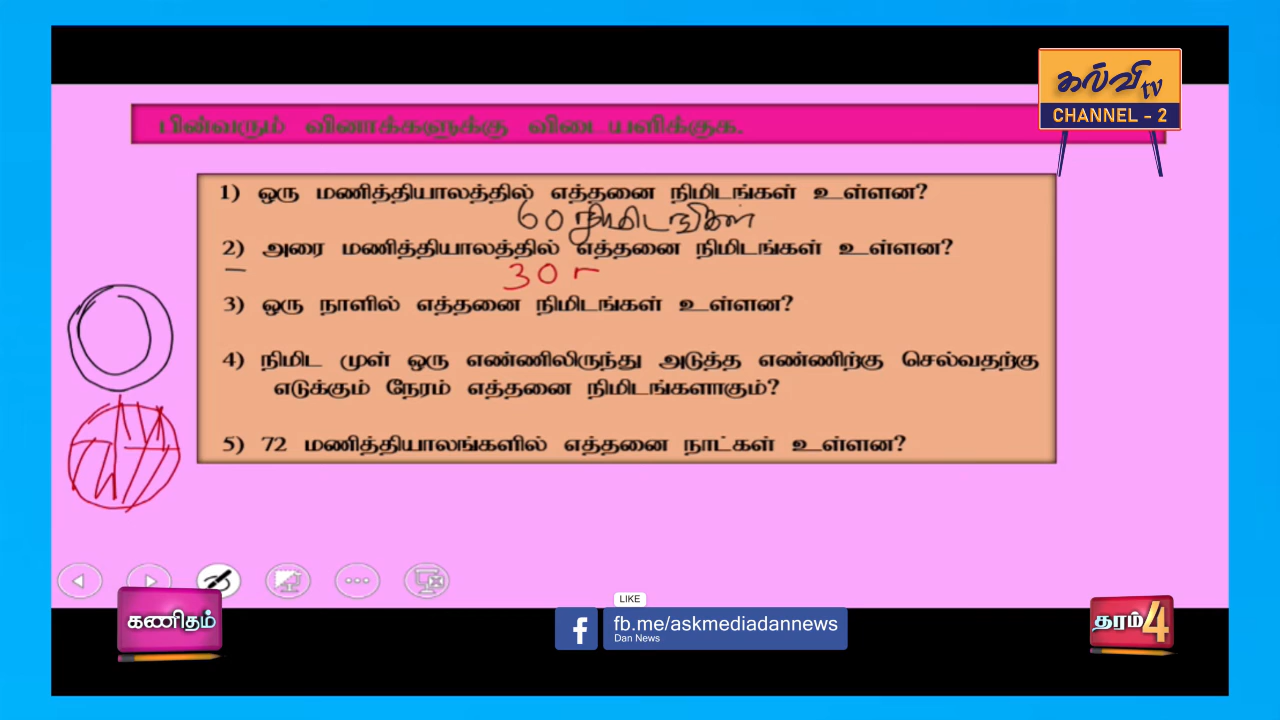 கல்வி tv
CHANNEL - 2
பின்வரும் வினாக்களுக்கு விடையளிக்குக.
1) ஒரு மணித்தியாலத்தில் எத்தனை நிமிடங்கள் உள்ளன?
60 நிமிடங்கள்
2) அரை மணித்தியாலத்தில் எத்தனை நிமிடங்கள் உள்ளன?
30
3) ஒரு நாளில் எத்தனை நிமிடங்கள் உள்ளன?
4) நிமிட முள் ஒரு எண்ணிலிருந்து அடுத்த எண்ணிற்கு செல்வதற்கு
எடுக்கும் நேரம் எத்தனை நிமிடங்களாகும்?
5) 72 மணித்தியாலங்களில் எத்தனை நாட்கள் உள்ளன?
கணிதம்
LIKE
fb.me/askmediadannews
Dan News
தரம் 4